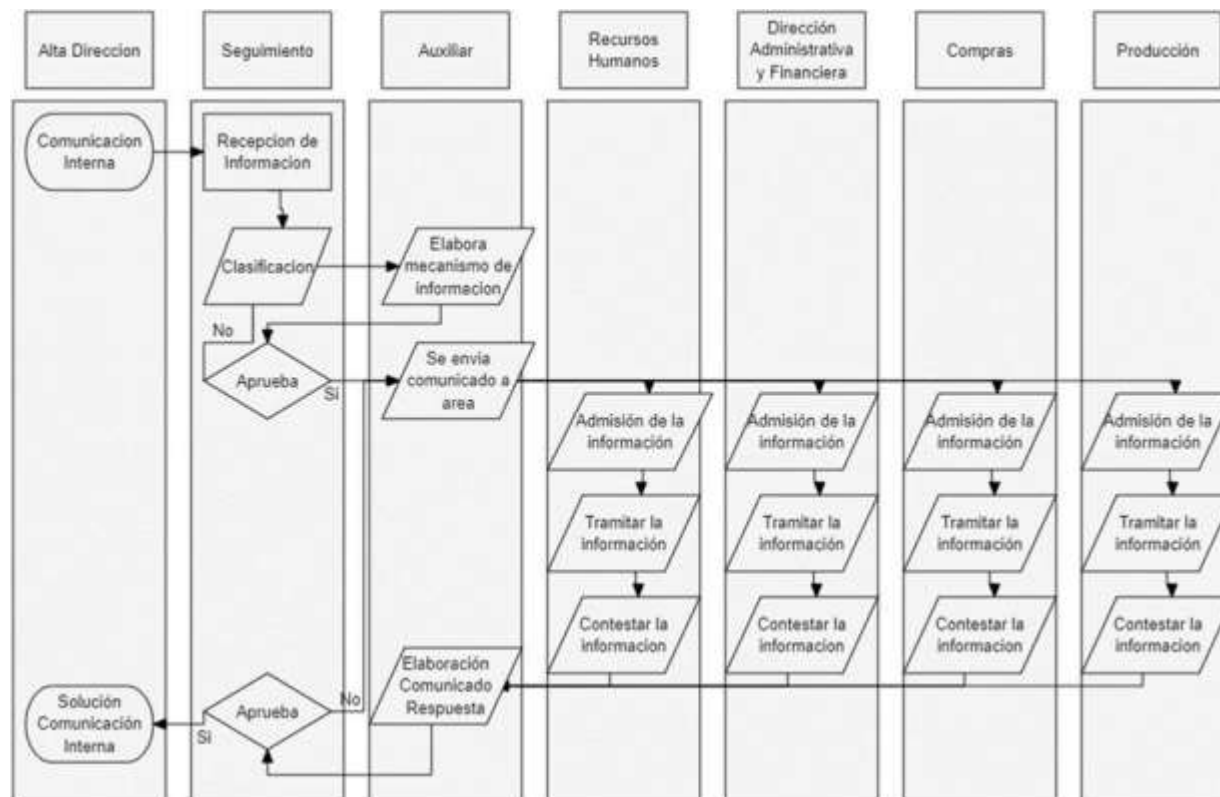 Alta Direccion
Seguimiento
Auxiliar
Recursos
Humanos
Dirección
Administrativa
y Financiera
Compras
Producción
Comunicacion
Interna
Recepcion de
Informacion
Clasificacion
Elabora
mecanismo de
informacion
No
Aprueba
Si
Se envia
comunicado a
area
Admisión de la
información
Admisión de la
información
Admisión de la
información
Admisión de la
información
Tramitar la
información
Tramitar la
información
Tramitar la
información
Tramitar la
información
Contestar la
informacion
Contestar la
informacion
Contestar la
informacion
Contestar la
informacion
Elaboración
Comunicado
Respuesta
No
Aprueba
Si
Solución
Comunicación
Interna